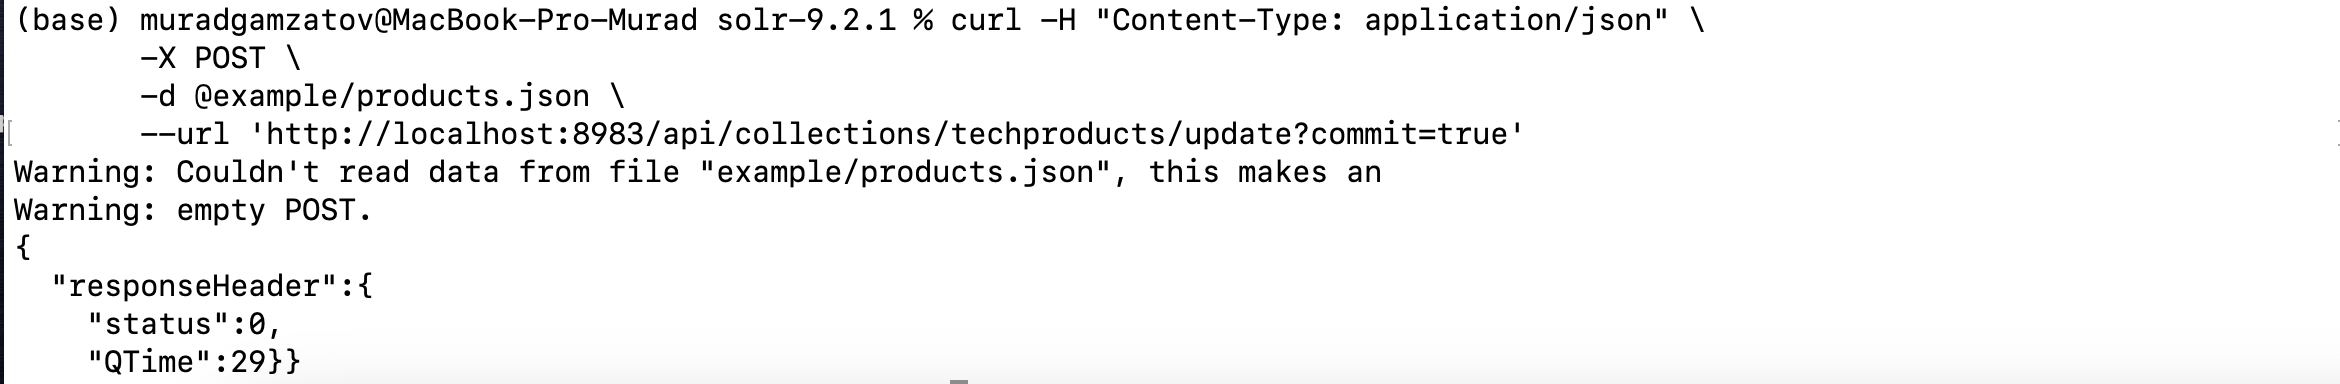 (base) muradgamzatov@MacBook-Pro-Murad solr-9.2.1 % curl -H "Content-Type: application/json" \
-X POST \
-d @example/products.json \
--url 'http://localhost:8983/api/collections/techproducts/update?commit=true'
Warning: Couldn't read data from file "example/products.json", this makes an
Warning: empty POST.
{
"responseHeader":{
"status":0,
"QTime":29}}